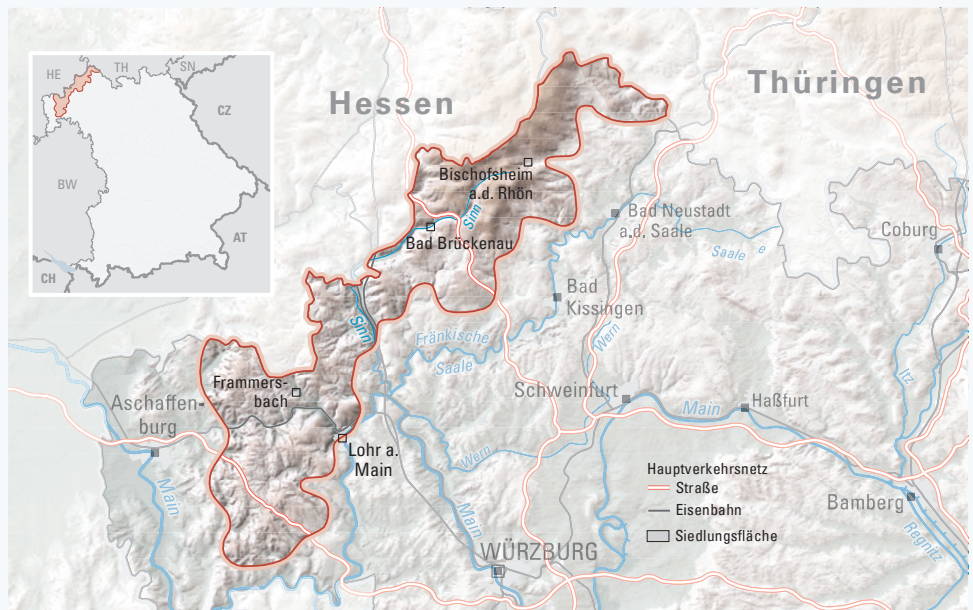 HE
TH
SN
CZ
BW
AT
CH
Hessen
Thüringen
Bischofsheim
a.d. Rhön
Sinn
Bad Brückenau
Bad Neustadt
a.d. Saale
Saale
e
Coburg
Bad
Kissingen
Sinn
Fränkische
Saale
Wern
Itz
Frammers-
bach
Aschaffen-
burg
Schweinfurt
Main
Haßfurt
Lohr a.
Main
Wern
Main
Main
Hauptverkehrsnetz
Straße
Eisenbahn
Siedlungsfläche
Bamberg
Regnitz
WÜRZBURG